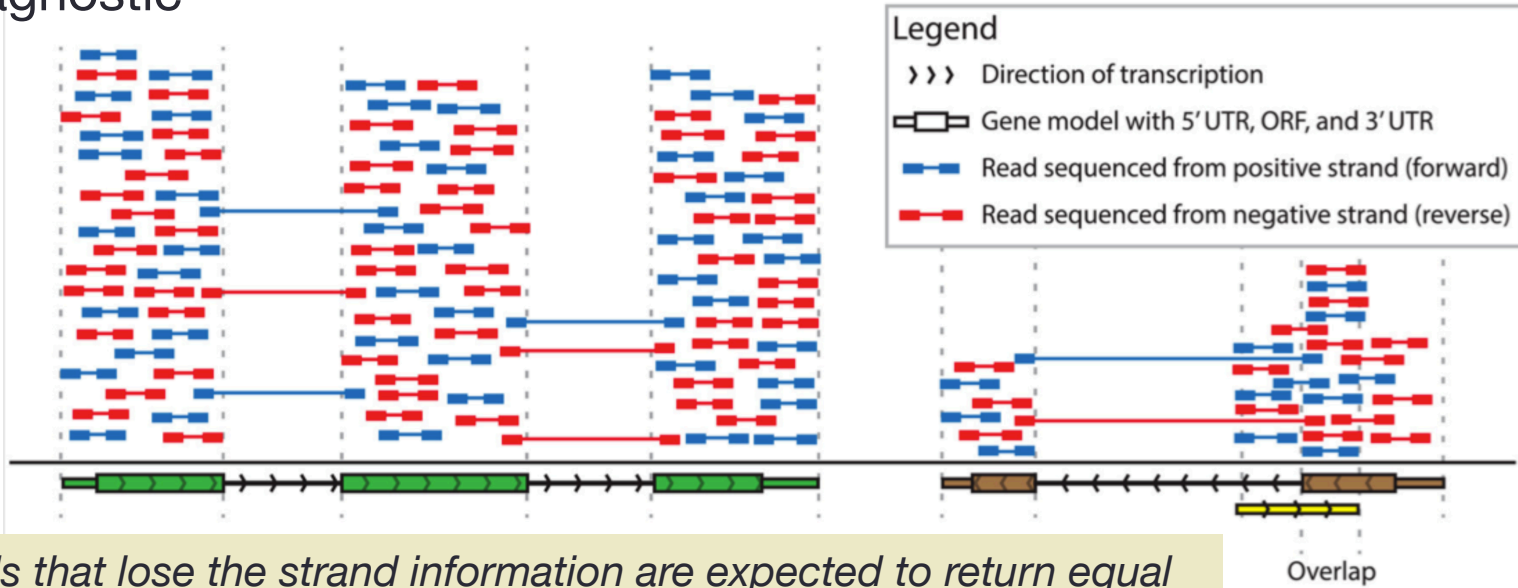 agnostic
Legend
Direction of transcription
Gene model with 5' UTR, ORF, and 3' UTR
Read sequenced from positive strand (forward)
Read sequenced from negative strand (reverse)
that lose the strand information are expected to return equal
Overlap